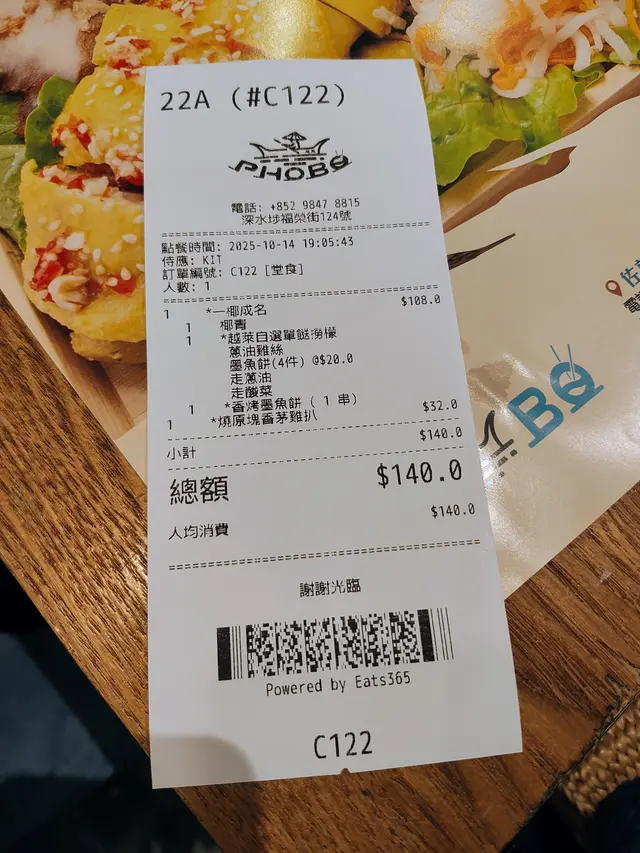 22A (#C122)
PHOBO
電話: +852 9847 8815
深水埗福榮街124號
點餐時間: 2025-10-14 19:05:43
侍應: KIT
訂單編號: C122 [堂食]
人數: 1
1 *一椰成名 $108.0
1 椰青
1 *越萊自選單餸撈檬
蔥油雞絲
墨魚餅(4件) @$20.0
走蔥油
走酸菜
1 *香烤墨魚餅 ( 1 串)
1 *燒原塊香茅雞扒 $32.0
小計 $140.0
總額 $140.0
人均消費 $140.0
謝謝光臨
Powered by Eats365
C122
BO
佐
電